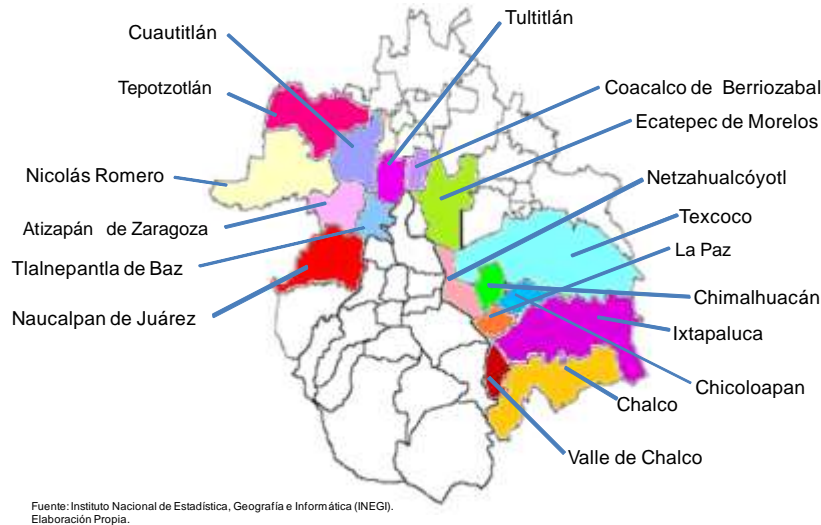 Tultitlán
Cuautitlán
Tepotzotlán
Coacalco de Berriozabal
Ecatepec de Morelos
Nicolás Romero
Netzahualcóyotl
Texcoco
Atizapán de Zaragoza
La Paz
Tlalnepantla de Baz
Chimalhuacán
Naucalpan de Juárez
Ixtapaluca
Chicoloapan
Chalco
Valle de Chalco
Fuente: Instituto Nacional de Estadística, Geografía e Informática (INEGI).
Elaboración Propia.